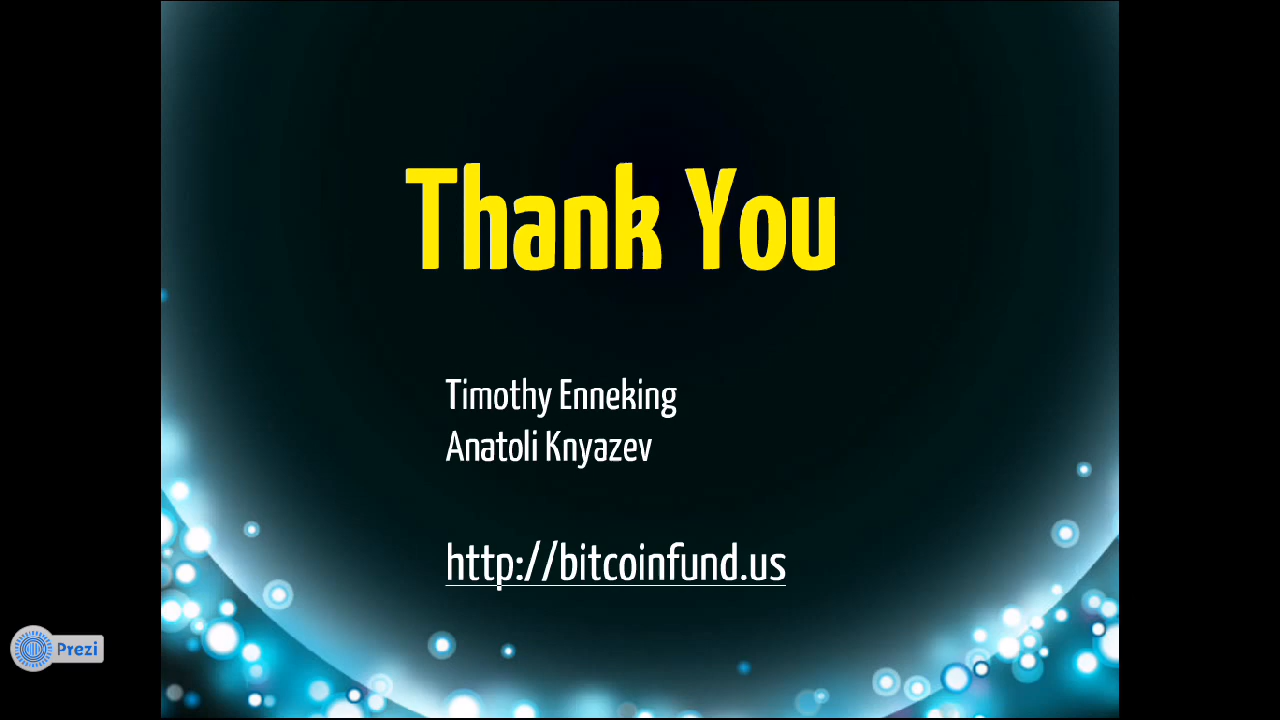 Thank You
Timothy Enneking
Anatoli Knyazev
http://bitcoinfund.us
Prezi